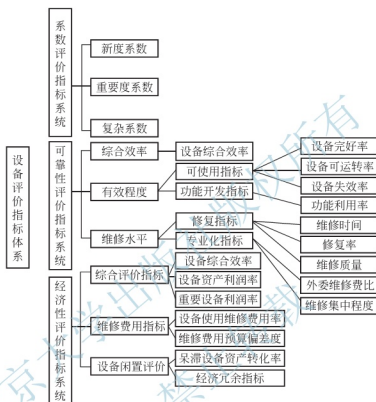 设备评价指标体系
系数评价指标系统
新度系数
重要度系数
复杂系数
可靠性评价指标系统
综合效率
设备综合效率
有效程度
可使用指标
设备完好率
设备可运转率
设备失效率
功能开发指标
功能利用率
维修水平
修复指标
维修时间
修复率
维修质量
专业化指标
外委维修费比
维修集中程度
经济性评价指标系统
综合评价指标
设备综合效率
设备资产利润率
重要设备利润率
维修费用指标
设备使用维修费用率
维修费用预算偏差度
设备闲置评价
呆滞设备资产转化率
经济冗余指标
京大学出版
版权所有